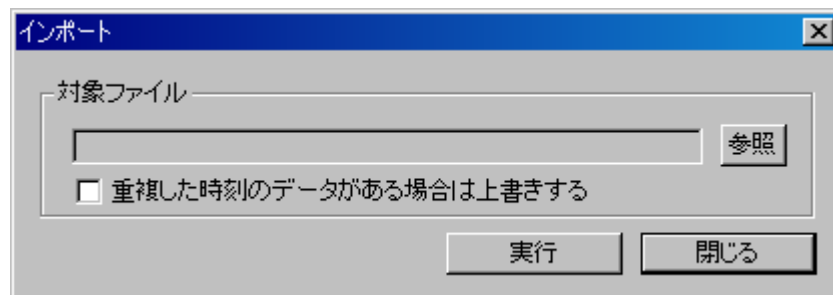 インポート
対象ファイル
参照
重複した時刻のデータがある場合は上書きする
実行 閉じる